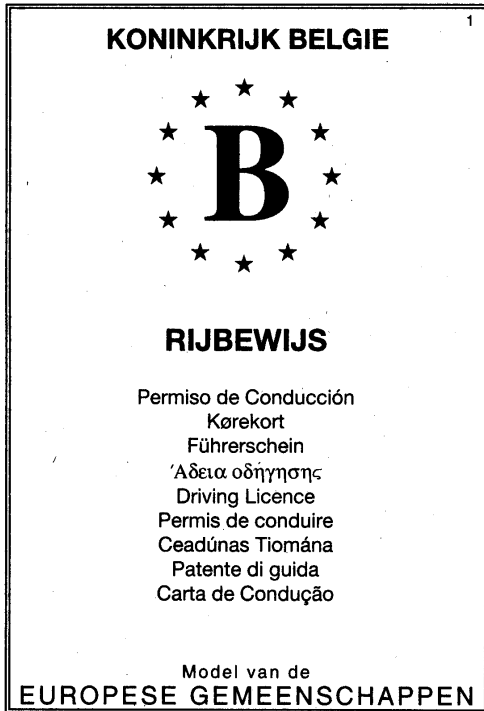 1
KONINKRIJK BELGIE
B
RIJBEWIJS
Permiso de Conducción
Kørekort
Führerschein
Άδεια οδήγησης
Driving Licence
Permis de conduire
Ceadúnas Tiomána
Patente di guida
Carta de Condução
Model van de
EUROPESE GEMEENSCHAPPEN